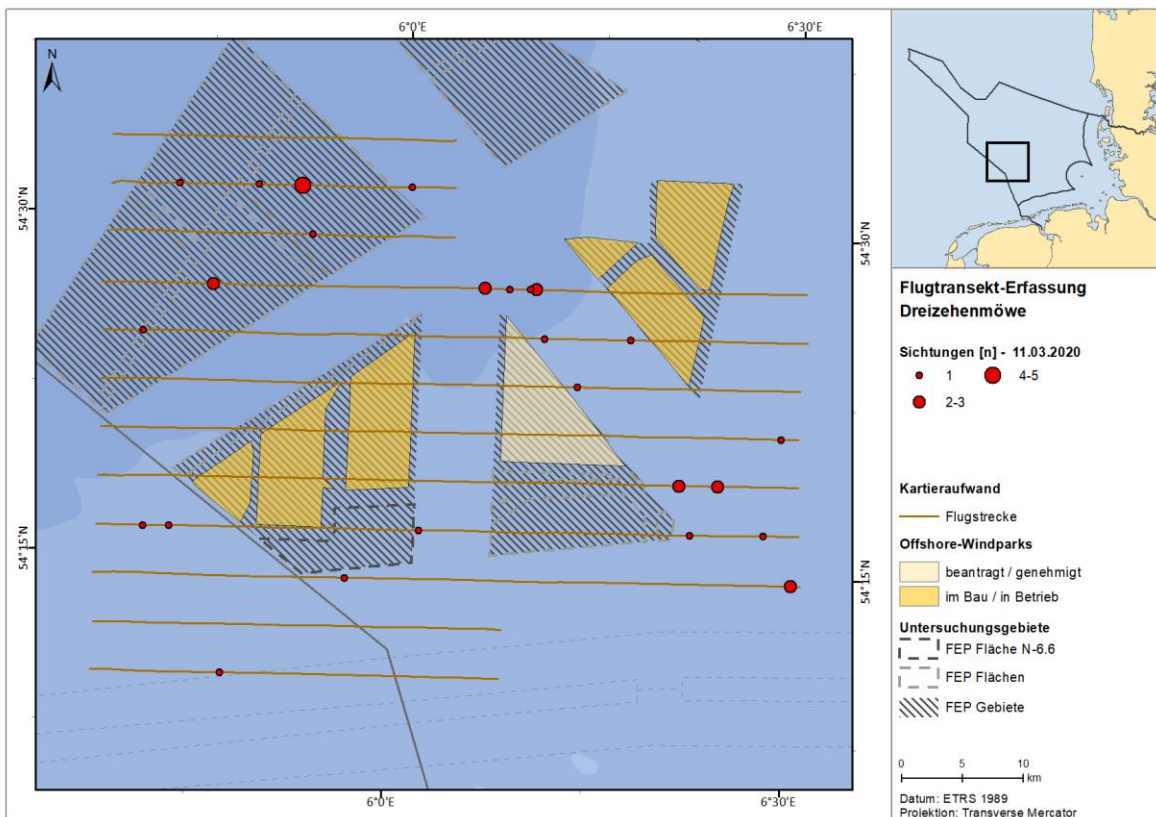 6°0'E
6°30'E
N
54°30'N
54°30'N
54°15'N
54°15'N
6°0'E
6°30'E
Flugtransekt-Erfassung
Dreizehenmöwe
Sichtungen [n] - 11.03.2020
1
4-5
2-3
Kartieraufwand
Flugstrecke
Offshore-Windparks
beantragt / genehmigt
im Bau / in Betrieb
Untersuchungsgebiete
FEP Fläche N-6.6
FEP Flächen
FEP Gebiete
0 5 10
km
Datum: ETRS 1989
Projektion: Transverse Mercator